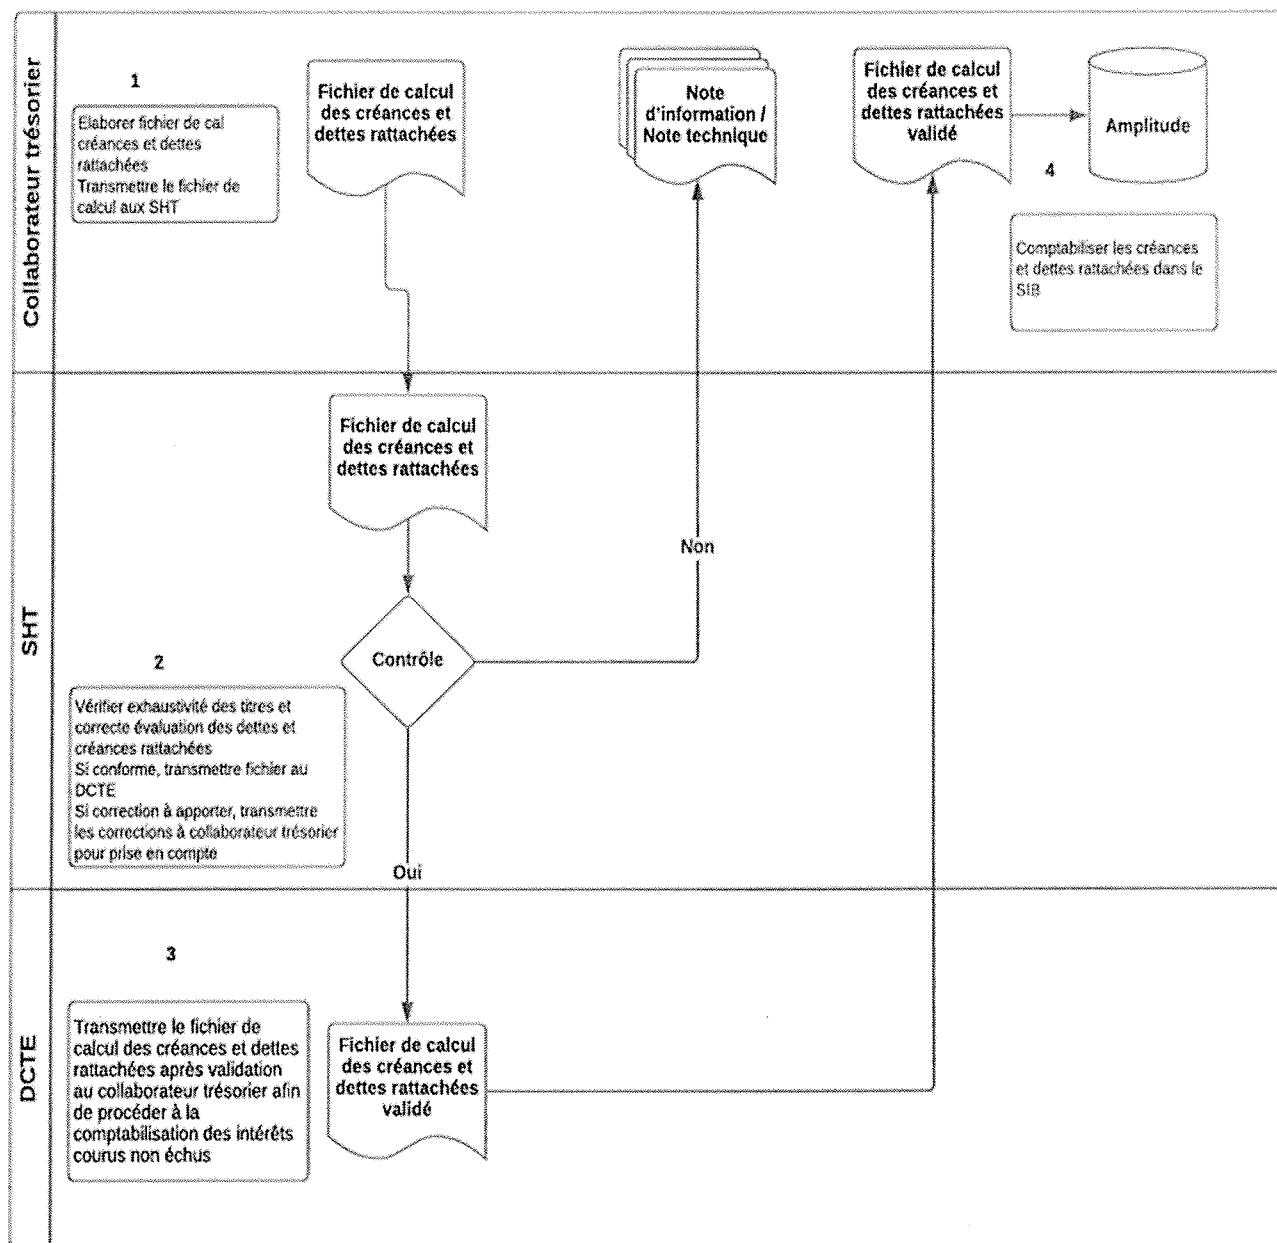 Collaborateur trésorier
1
Elaborer fichier de cal
créances et dettes
rattachées
Transmettre le fichier de
calcul aux SHT
Fichier de calcul
des créances et
dettes rattachées
Note
d'information /
Note technique
Fichier de calcul
des créances et
dettes rattachées
validé
Amplitude
4
Comptabiliser les créances
et dettes rattachées dans le
SIB
SHT
Fichier de calcul
des créances et
dettes rattachées
Non
Contrôle
2
Vérifier exhaustivité des titres et
correcte évaluation des dettes et
créances rattachées
Si conforme, transmettre fichier au
DCTE
Si correction à apporter, transmettre
les corrections à collaborateur trésorier
pour prise en compte
Oui
DCTE
3
Transmettre le fichier de
calcul des créances et dettes
rattachées après validation
au collaborateur trésorier afin
de procéder à la
comptabilisation des intérêts
courus non échus
Fichier de calcul
des créances et
dettes rattachées
validé